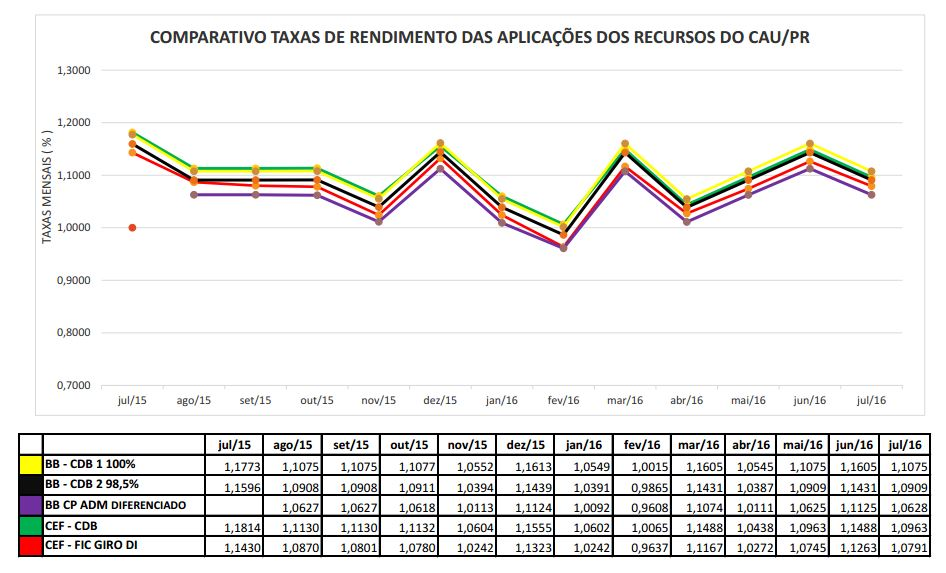 COMPARATIVO TAXAS DE RENDIMENTO DAS APLICAÇÕES DOS RECURSOS DO CAU/PR
1,3000
1,2000
1,1000
1,0000
0,9000
0,8000
0,7000
TAXAS MENSAIS ( % )
jul/15 ago/15 set/15 out/15 nov/15 dez/15 jan/16 fev/16 mar/16 abr/16 mai/16 jun/16 jul/16
jul/15 ago/15 set/15 out/15 nov/15 dez/15 jan/16 fev/16 mar/16 abr/16 mai/16 jun/16 jul/16
BB - CDB 1 100% 1,1773 1,1075 1,1075 1,1077 1,0552 1,1613 1,0549 1,0015 1,1605 1,0545 1,1075 1,1605 1,1075
BB - CDB 2 98,5% 1,1596 1,0908 1,0908 1,0911 1,0394 1,1439 1,0391 0,9865 1,1431 1,0387 1,0909 1,1431 1,0909
BB CP ADM DIFERENCIADO 1,0627 1,0627 1,0618 1,0113 1,1124 1,0092 0,9608 1,1074 1,0111 1,0625 1,1125 1,0628
CEF - CDB 1,1814 1,1130 1,1130 1,1132 1,0604 1,1555 1,0602 1,0065 1,1488 1,0438 1,0963 1,1488 1,0963
CEF - FIC GIRO DI 1,1430 1,0870 1,0801 1,0780 1,0242 1,1323 1,0242 0,9637 1,1167 1,0272 1,0745 1,1263 1,0791